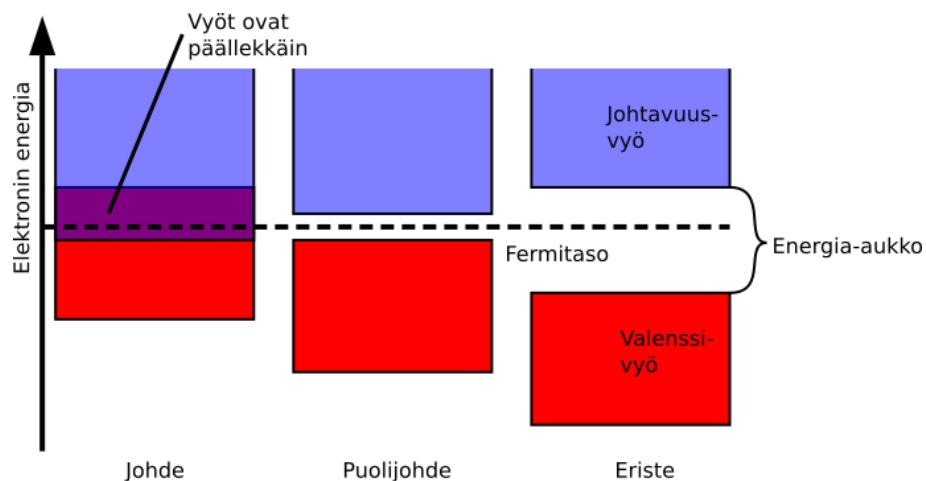 Vyöt ovat
päällekkäin
Elektronin energia
Johtavuus-
vyö
Fermitaso
Energia-aukko
Valenssi-
vyö
Johde
Puolijohde
Eriste